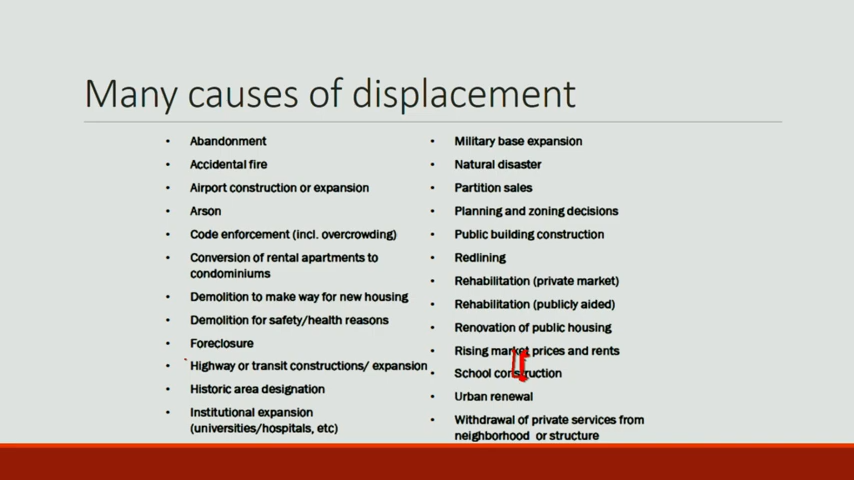 Many causes of displacement
• Abandonment
• Accidental fire
• Airport construction or expansion
• Arson
• Code enforcement (incl. overcrowding)
• Conversion of rental apartments to
condominiums
• Demolition to make way for new housing
• Demolition for safety/health reasons
• Foreclosure
• Highway or transit constructions/ expansion
• Historic area designation
• Institutional expansion
(universities/hospitals, etc)
• Military base expansion
• Natural disaster
• Partition sales
• Planning and zoning decisions
• Public building construction
• Redlining
• Rehabilitation (private market)
• Rehabilitation (publicly aided)
• Renovation of public housing
• Rising market prices and rents
• School construction
• Urban renewal
• Withdrawal of private services from
neighborhood or structure